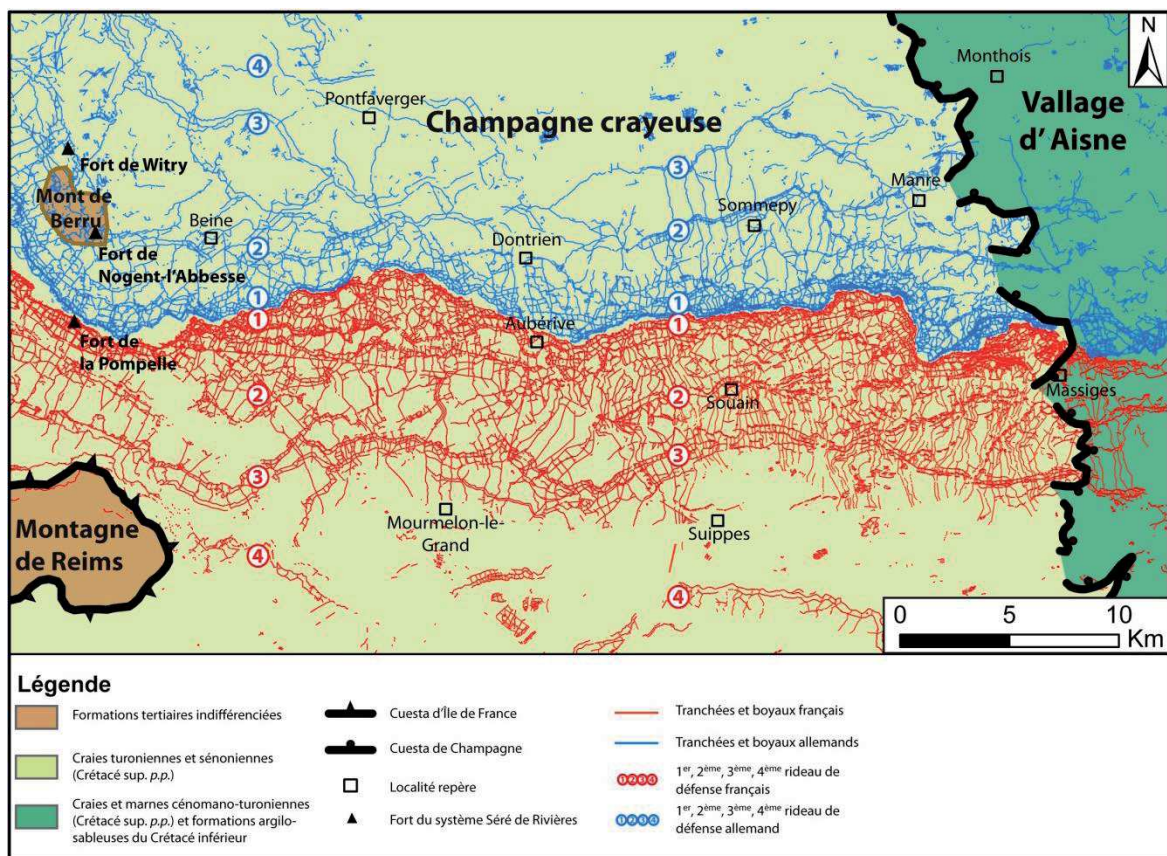 N
Monthois
④
Pontfaverger
Champagne crayeuse
Vallage
d'Aisne
③
③
Fort de Witry
Mont de
Berru
Manre
Beine
Sommepy
②
②
Dontrien
Fort de
Nogent-l'Abbesse
①
①
①
①
Aubérive
Fort de
la Pompelle
Massiges
②
②
Souain
③
③
Montagne
de Reims
Mourmelon-le-
Grand
Suippes
④
④
0 5 10
Km
Légende
Formations tertiaires indifférenciées
Craies turoniennes et sénoniennes
(Crétacé sup. p.p.)
Craies et marnes cénomano-turoniennes
(Crétacé sup. p.p.) et formations argilo-
sableuses du Crétacé inférieur
Cuesta d'Île de France
Cuesta de Champagne
Localité repère
Fort du système Séré de Rivières
Tranchées et boyaux français
Tranchées et boyaux allemands
①②③④ 1er, 2ème, 3ème, 4ème rideau de
défense français
①②③④ 1er, 2ème, 3ème, 4ème rideau de
défense allemand